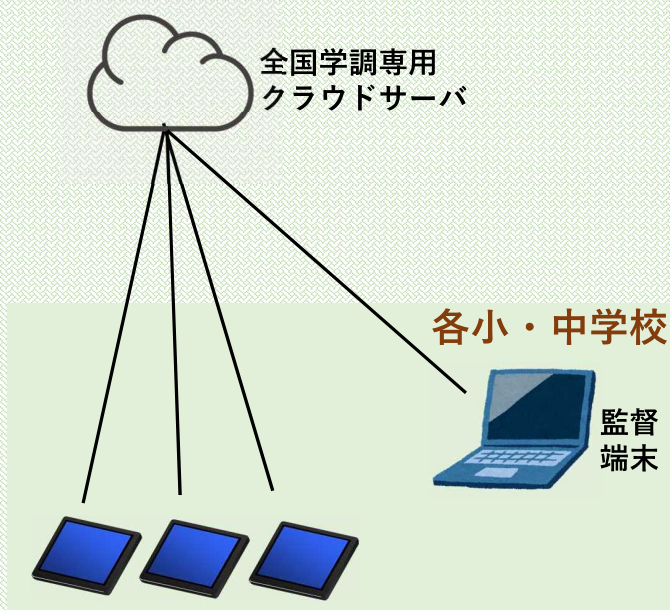 全国学調専用
クラウドサーバ
各小・中学校
監督
端末